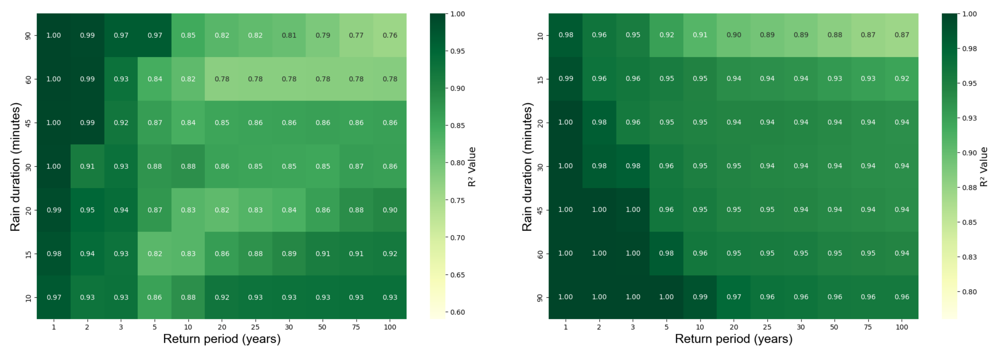 90 1.00 0.99 0.97 0.97 0.85 0.82 0.82 0.81 0.79 0.77 0.76
60 1.00 0.99 0.93 0.84 0.82 0.78 0.78 0.78 0.78 0.78 0.78
45 1.00 0.99 0.92 0.87 0.84 0.85 0.86 0.86 0.86 0.86 0.86
30 1.00 0.91 0.93 0.88 0.88 0.86 0.85 0.85 0.85 0.87 0.86
20 0.99 0.95 0.94 0.87 0.83 0.82 0.83 0.84 0.86 0.88 0.90
15 0.98 0.94 0.93 0.82 0.83 0.86 0.88 0.89 0.91 0.91 0.92
10 0.97 0.93 0.93 0.86 0.88 0.92 0.93 0.93 0.93 0.93 0.93
1 2 3 5 10 20 25 30 50 75 100
Return period (years)
Rain duration (minutes)
1.00
0.95
0.90
0.85
0.80
0.75
0.70
0.65
0.60
R² Value
10 0.98 0.96 0.95 0.92 0.91 0.90 0.89 0.89 0.88 0.87 0.87
15 0.99 0.96 0.96 0.95 0.95 0.94 0.94 0.94 0.93 0.93 0.92
20 1.00 0.98 0.96 0.95 0.95 0.94 0.94 0.94 0.94 0.94 0.94
30 1.00 0.98 0.98 0.96 0.95 0.95 0.94 0.94 0.94 0.94 0.94
45 1.00 1.00 1.00 0.96 0.95 0.95 0.95 0.94 0.94 0.94 0.94
60 1.00 1.00 1.00 0.98 0.96 0.95 0.95 0.95 0.95 0.95 0.94
90 1.00 1.00 1.00 1.00 0.99 0.97 0.96 0.96 0.96 0.96 0.96
1 2 3 5 10 20 25 30 50 75 100
Return period (years)
Rain duration (minutes)
1.00
0.98
0.95
0.93
0.90
0.88
0.85
0.83
0.80
R² Value